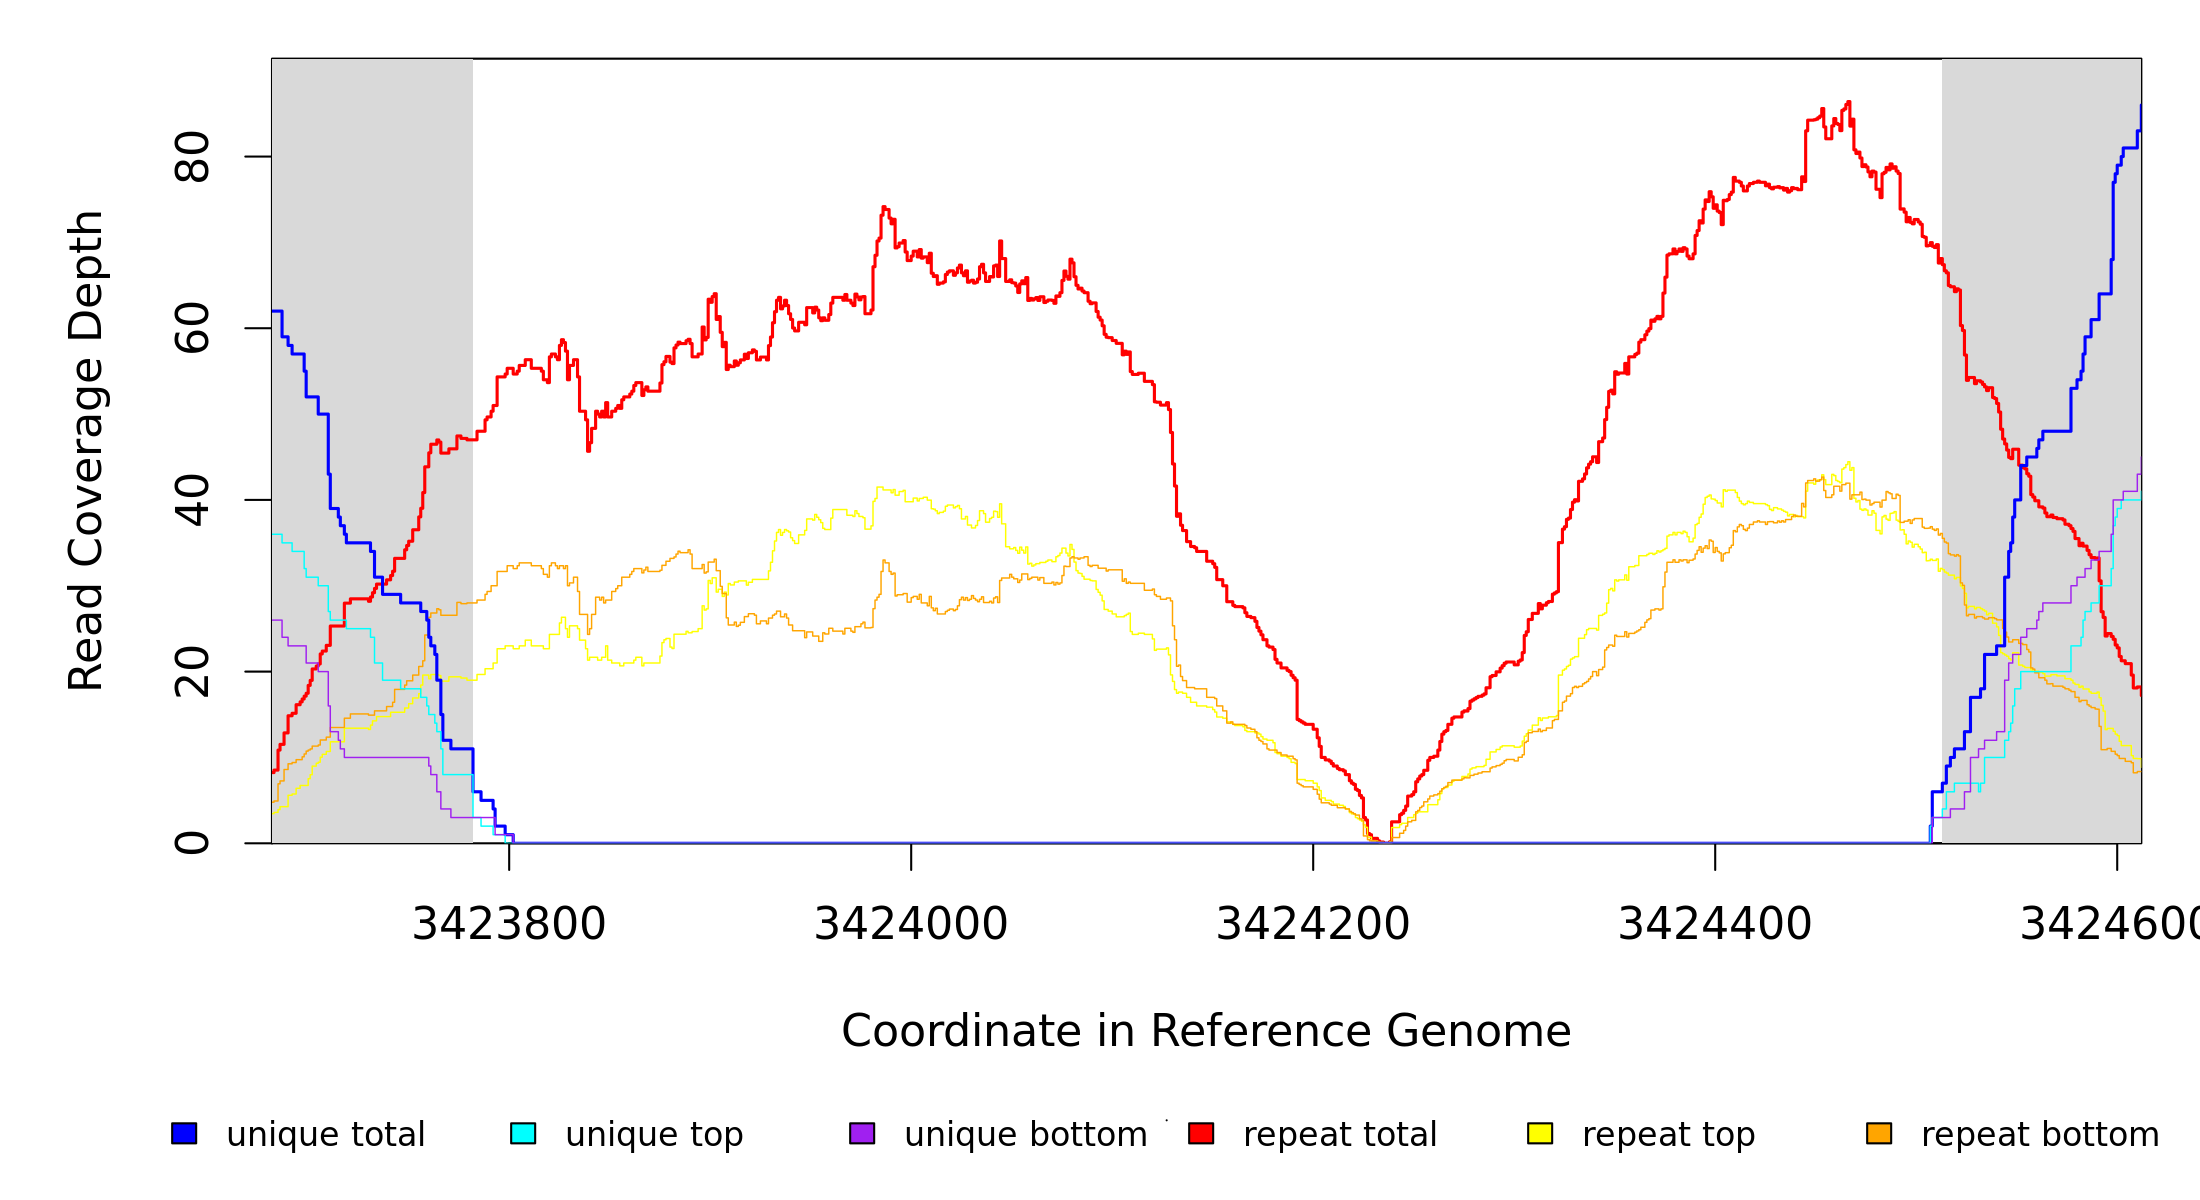 Read Coverage Depth
80
60
40
20
0
3423800 3424000 3424200 3424400 3424600
Coordinate in Reference Genome
unique total unique top unique bottom repeat total repeat top repeat bottom